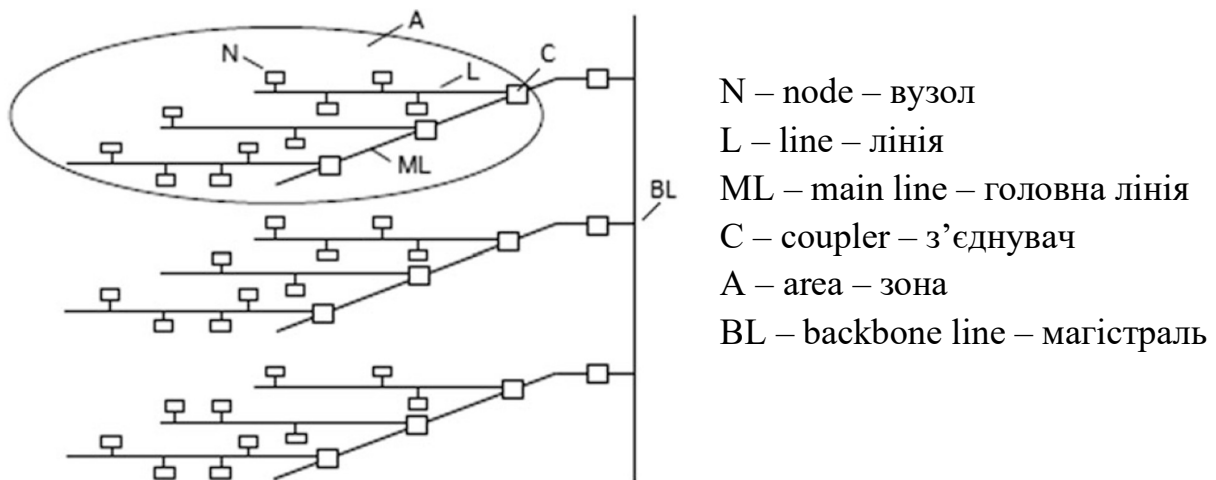 A
N
C
L
ML
BL
N – node – вузол
L – line – лінія
ML – main line – головна лінія
C – coupler – з’єднувач
A – area – зона
BL – backbone line – магістраль